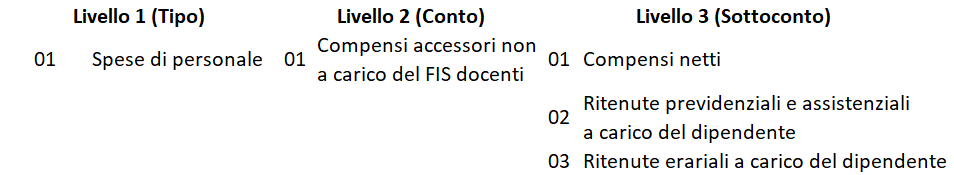 Livello 1 (Tipo) Livello 2 (Conto) Livello 3 (Sottoconto)
01 Spese di personale 01 Compensi accessori non
a carico del FIS docenti 01 Compensi netti
02 Ritenute previdenziali e assistenziali
a carico del dipendente
03 Ritenute erariali a carico del dipendente